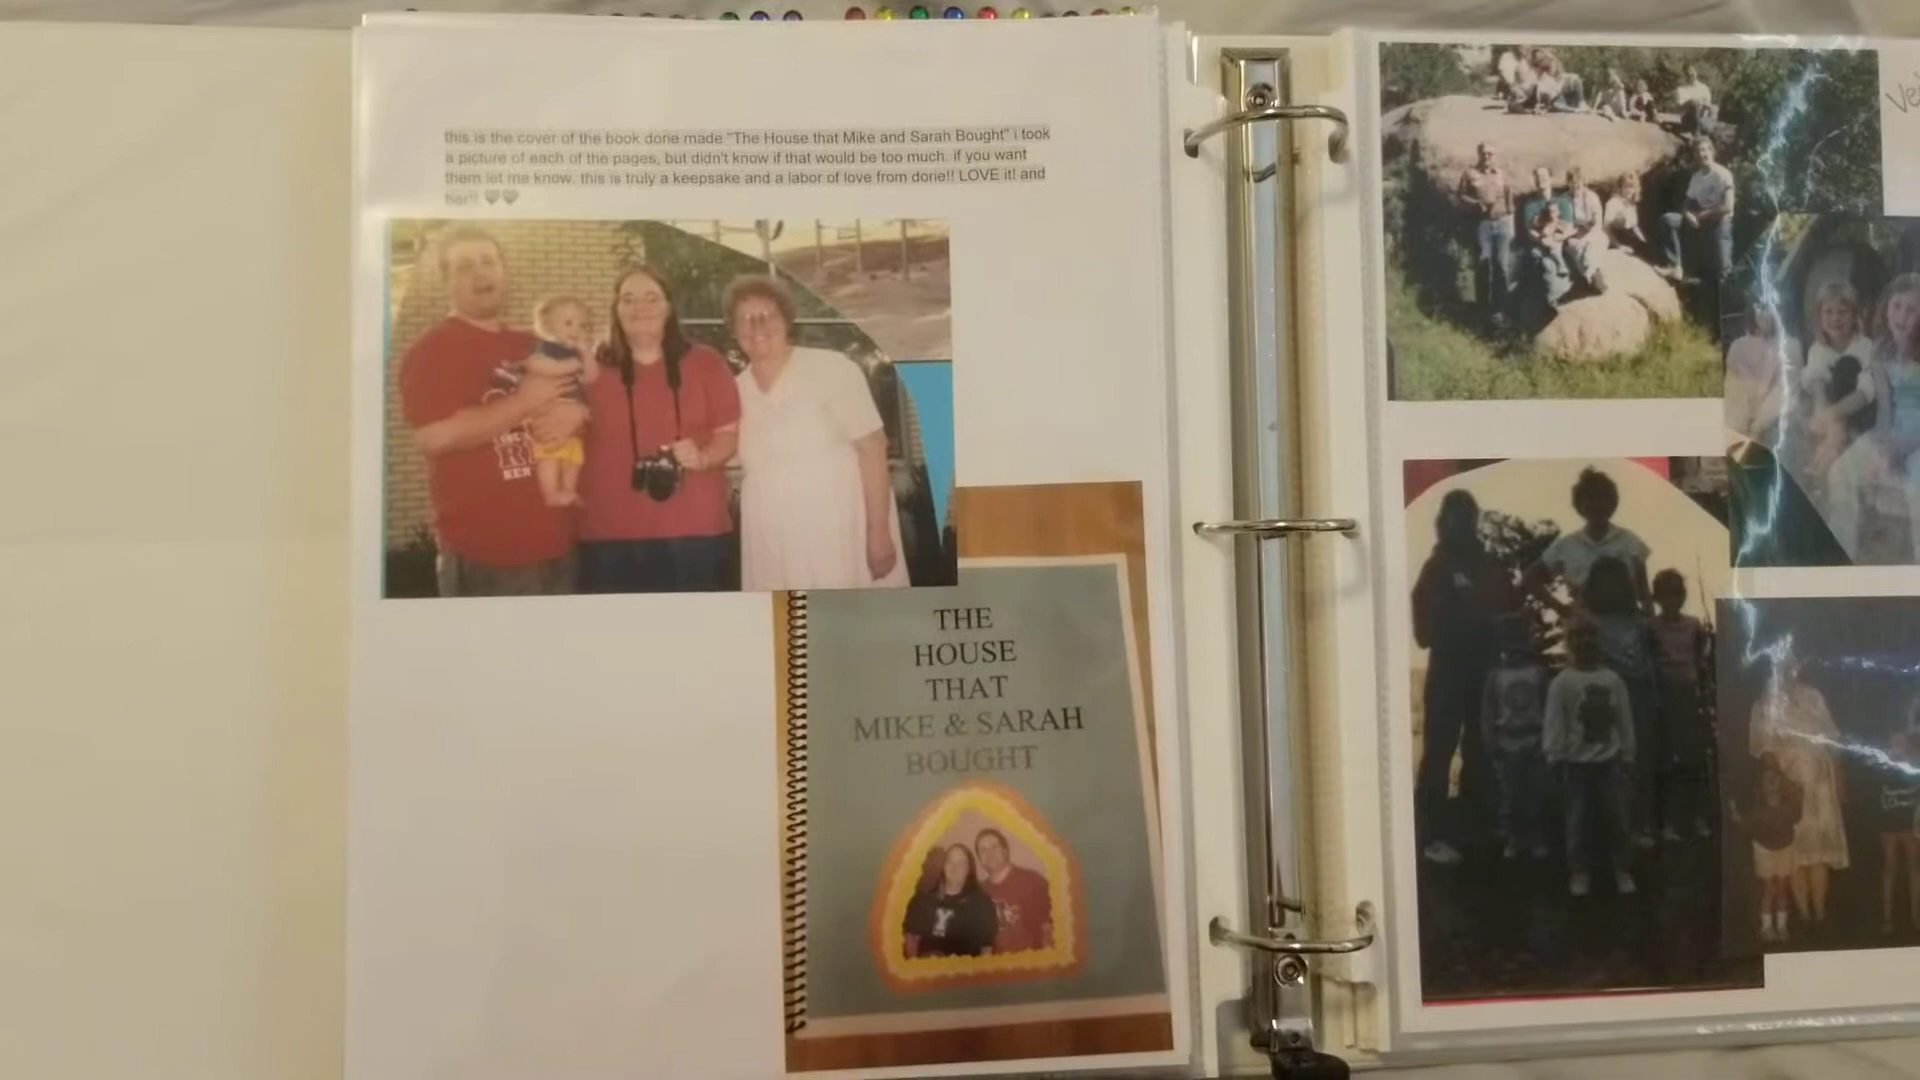 this is the cover of the book dorie made "The House that Mike and Sarah Bought" i took
a picture of each of the pages, but didn't know if that would be too much. if you want
them let me know. this is truly a keepsake and a labor of love from dorie!! LOVE it! and
her!!
THE
HOUSE
THAT
MIKE & SARAH
BOUGHT
Y